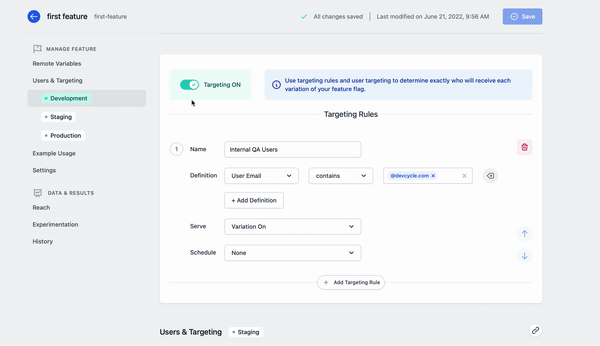 first feature first-feature All changes saved Last modified on June 21, 2022, 9:56 AM Save
MANAGE FEATURE
Remote Variables
Users & Targeting
+ Development
+ Staging
+ Production
Example Usage
Settings
DATA & RESULTS
Reach
Experimentation
History
Targeting ON
Use targeting rules and user targeting to determine exactly who will receive each
variation of your feature flag.
Targeting Rules
1 Name Internal QA Users
Definition User Email contains @devcycle.com
+ Add Definition
Serve Variation On
Schedule None
+ Add Targeting Rule
Users & Targeting + Staging